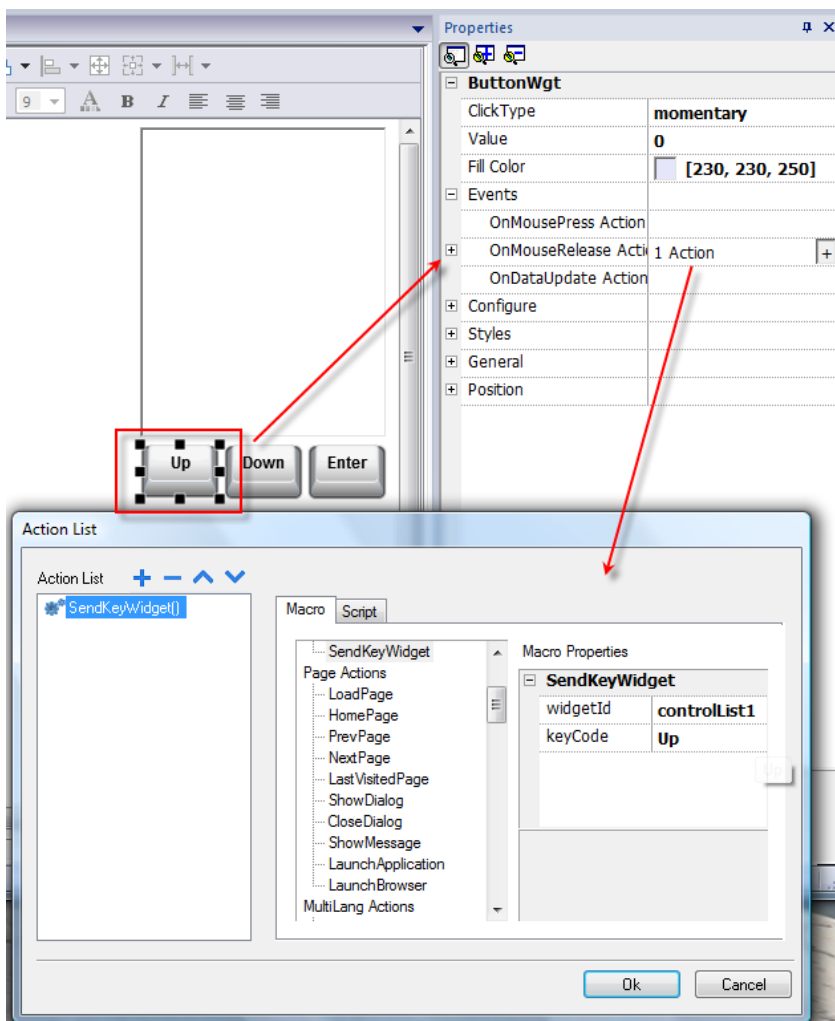 Properties
9
B I
ButtonWgt
ClickType momentary
Value 0
Fill Color [230, 230, 250]
Events
OnMousePress Action
OnMouseRelease Acti 1 Action +
OnDataUpdate Action
Configure
Styles
General
Position
Up Down Enter
Action List
Action List
SendKeyWidget()
Macro Script
SendKeyWidget
Page Actions
LoadPage
HomePage
PrevPage
NextPage
LastVisitedPage
ShowDialog
CloseDialog
ShowMessage
LaunchApplication
LaunchBrowser
MultiLang Actions
Macro Properties
SendKeyWidget
widgetId controlList1
keyCode Up
Up
Ok Cancel